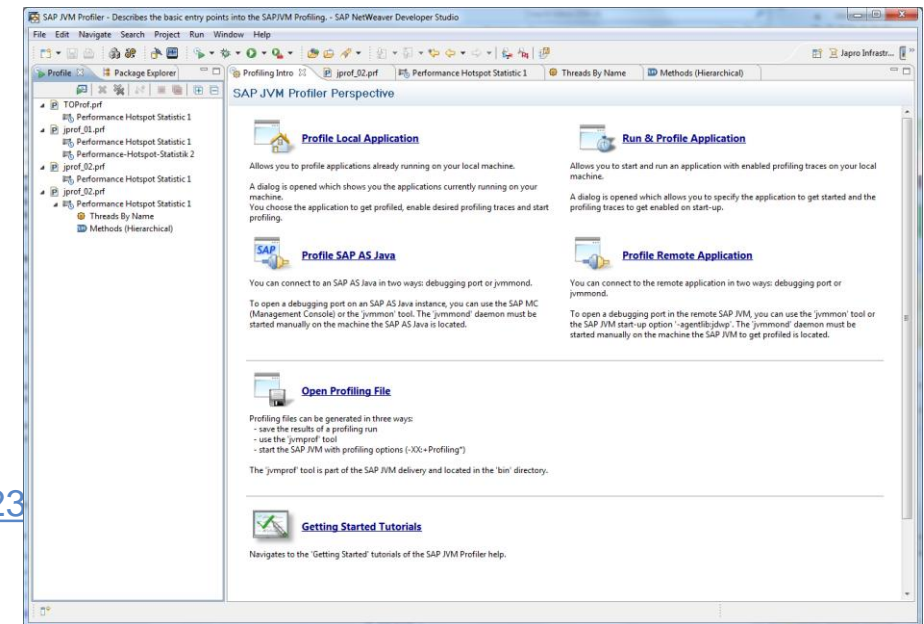 SAP JVM Profiler - Describes the basic entry points into the SAPJVM Profiling. - SAP NetWeaver Developer Studio
File Edit Navigate Search Project Run Window Help
Japro Infrastr...
Profile
Package Explorer
Profiling Intro
jprof_02.prf
Performance Hotspot Statistic 1
Threads By Name
Methods (Hierarchical)
TOProf.prf
Performance Hotspot Statistic 1
jprof_01.prf
Performance Hotspot Statistic 1
Performance-Hotspot-Statistik 2
jprof_02.prf
Performance Hotspot Statistic 1
jprof_02.prf
Performance Hotspot Statistic 1
Threads By Name
Methods (Hierarchical)
SAP JVM Profiler Perspective
Profile Local Application
Allows you to profile applications already running on your local machine.
A dialog is opened which shows you the applications currently running on your
machine.
You choose the application to get profiled, enable desired profiling traces and start
profiling.
Run & Profile Application
Allows you to start and run an application with enabled profiling traces on your local
machine.
A dialog is opened which allows you to specify the application to get started and the
profiling traces to get enabled on start-up.
SAP
Profile SAP AS Java
You can connect to an SAP AS Java in two ways: debugging port or jvmmond.
To open a debugging port on an SAP AS Java instance, you can use the SAP MC
(Management Console) or the 'jvmmon' tool. The 'jvmmond' daemon must be
started manually on the machine the SAP AS Java is located.
Profile Remote Application
You can connect to the remote application in two ways: debugging port or
jvmmond.
To open a debugging port in the remote SAP JVM, you can use the 'jvmmon' tool or
the SAP JVM start-up option '-agentlib:jdwp'. The 'jvmmond' daemon must be
started manually on the machine the SAP JVM to get profiled is located.
Open Profiling File
Profiling files can be generated in three ways:
- save the results of a profiling run
- use the 'jvmprof' tool
- start the SAP JVM with profiling options (-XX:+Profiling*)
The 'jvmprof' tool is part of the SAP JVM delivery and located in the 'bin' directory.
Getting Started Tutorials
Navigates to the 'Getting Started' tutorials of the SAP JVM Profiler help.
23